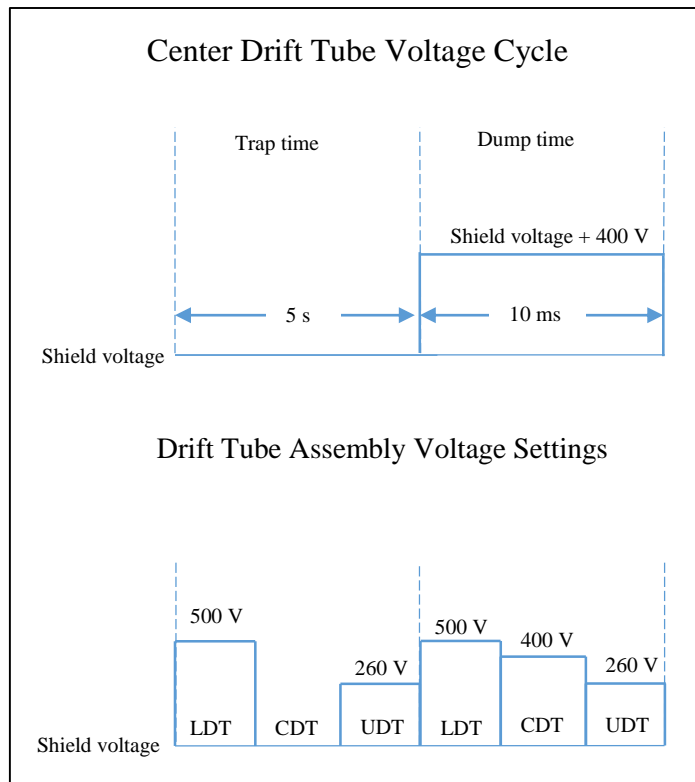 Center Drift Tube Voltage Cycle
Trap time
Dump time
Shield voltage + 400 V
5 s
10 ms
Shield voltage
Drift Tube Assembly Voltage Settings
500 V
260 V
500 V
400 V
260 V
LDT
CDT
UDT
LDT
CDT
UDT
Shield voltage